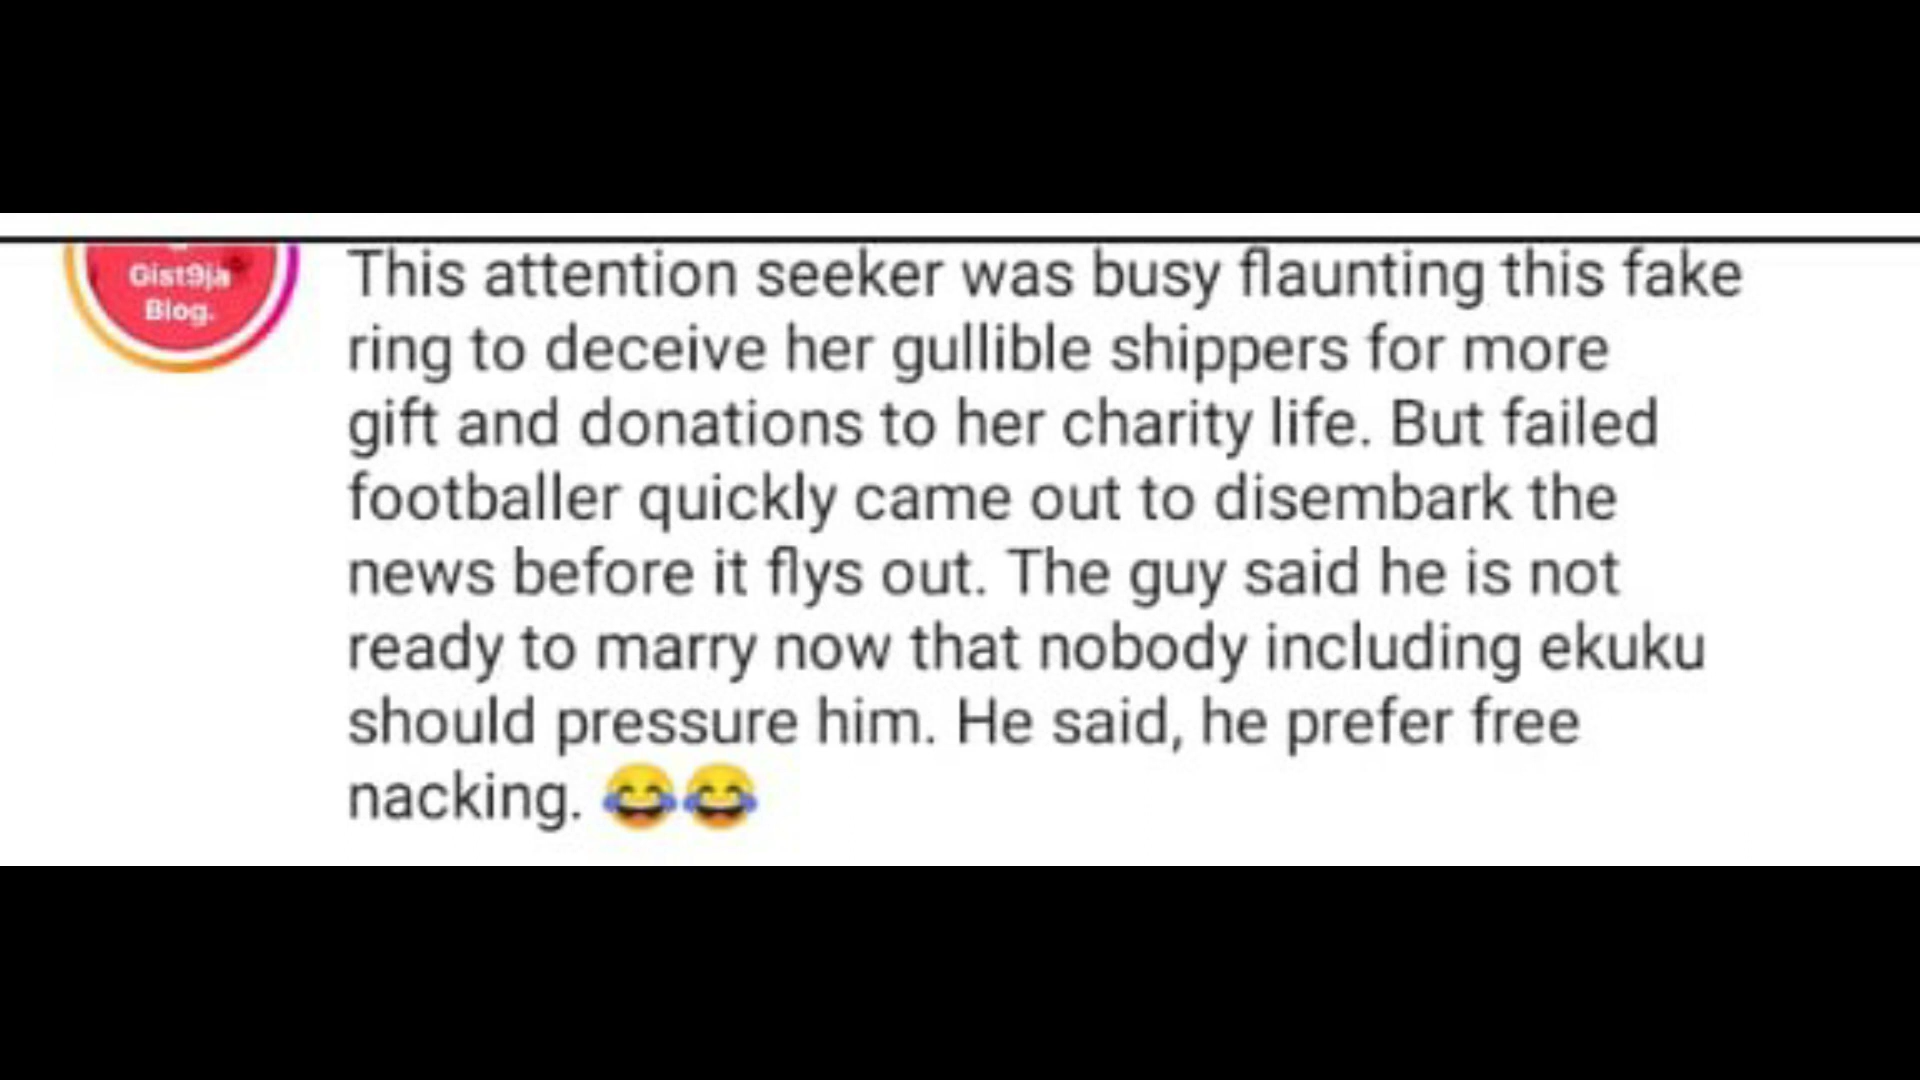 Gist9ja
Blog.
This attention seeker was busy flaunting this fake
ring to deceive her gullible shippers for more
gift and donations to her charity life. But failed
footballer quickly came out to disembark the
news before it flys out. The guy said he is not
ready to marry now that nobody including ekuku
should pressure him. He said, he prefer free
nacking. 😂😂